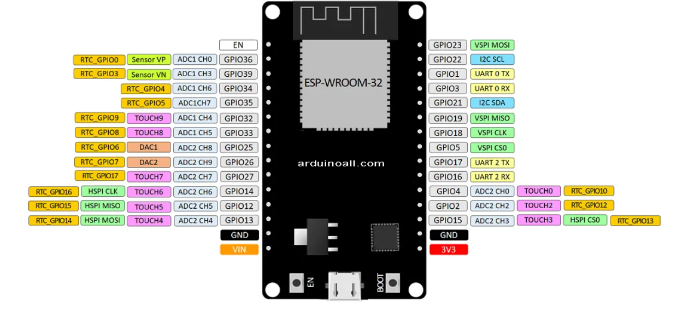 EN GPIO23 VSPI MOSI
RTC_GPIO0 Sensor VP ADC1 CH0 GPIO36 GPIO22 I2C SCL
RTC_GPIO3 Sensor VN ADC1 CH3 GPIO39 GPIO1 UART 0 TX
RTC_GPIO4 ADC1 CH6 GPIO34 GPIO3 UART 0 RX
RTC_GPIO5 ADC1CH7 GPIO35 GPIO21 I2C SDA
RTC_GPIO9 TOUCH9 ADC1 CH4 GPIO32 GPIO19 VSPI MISO
RTC_GPIO8 TOUCH8 ADC1 CH5 GPIO33 GPIO18 VSPI CLK
RTC_GPIO6 DAC1 ADC2 CH8 GPIO25 GPIO5 VSPI CS0
RTC_GPIO7 DAC2 ADC2 CH9 GPIO26 GPIO17 UART 2 TX
RTC_GPIO17 TOUCH7 ADC2 CH7 GPIO27 GPIO16 UART 2 RX
RTC_GPIO16 HSPI CLK TOUCH6 ADC2 CH6 GPIO14 GPIO4 ADC2 CH0 TOUCH0 RTC_GPIO10
RTC_GPIO15 HSPI MISO TOUCH5 ADC2 CH5 GPIO12 GPIO2 ADC2 CH2 TOUCH2 RTC_GPIO12
RTC_GPIO14 HSPI MOSI TOUCH4 ADC2 CH4 GPIO13 GPIO15 ADC2 CH3 TOUCH3 HSPI CS0 RTC_GPIO13
GND GND
VIN 3V3
ESP-WROOM-32
arduinoall.com
EN BOOT